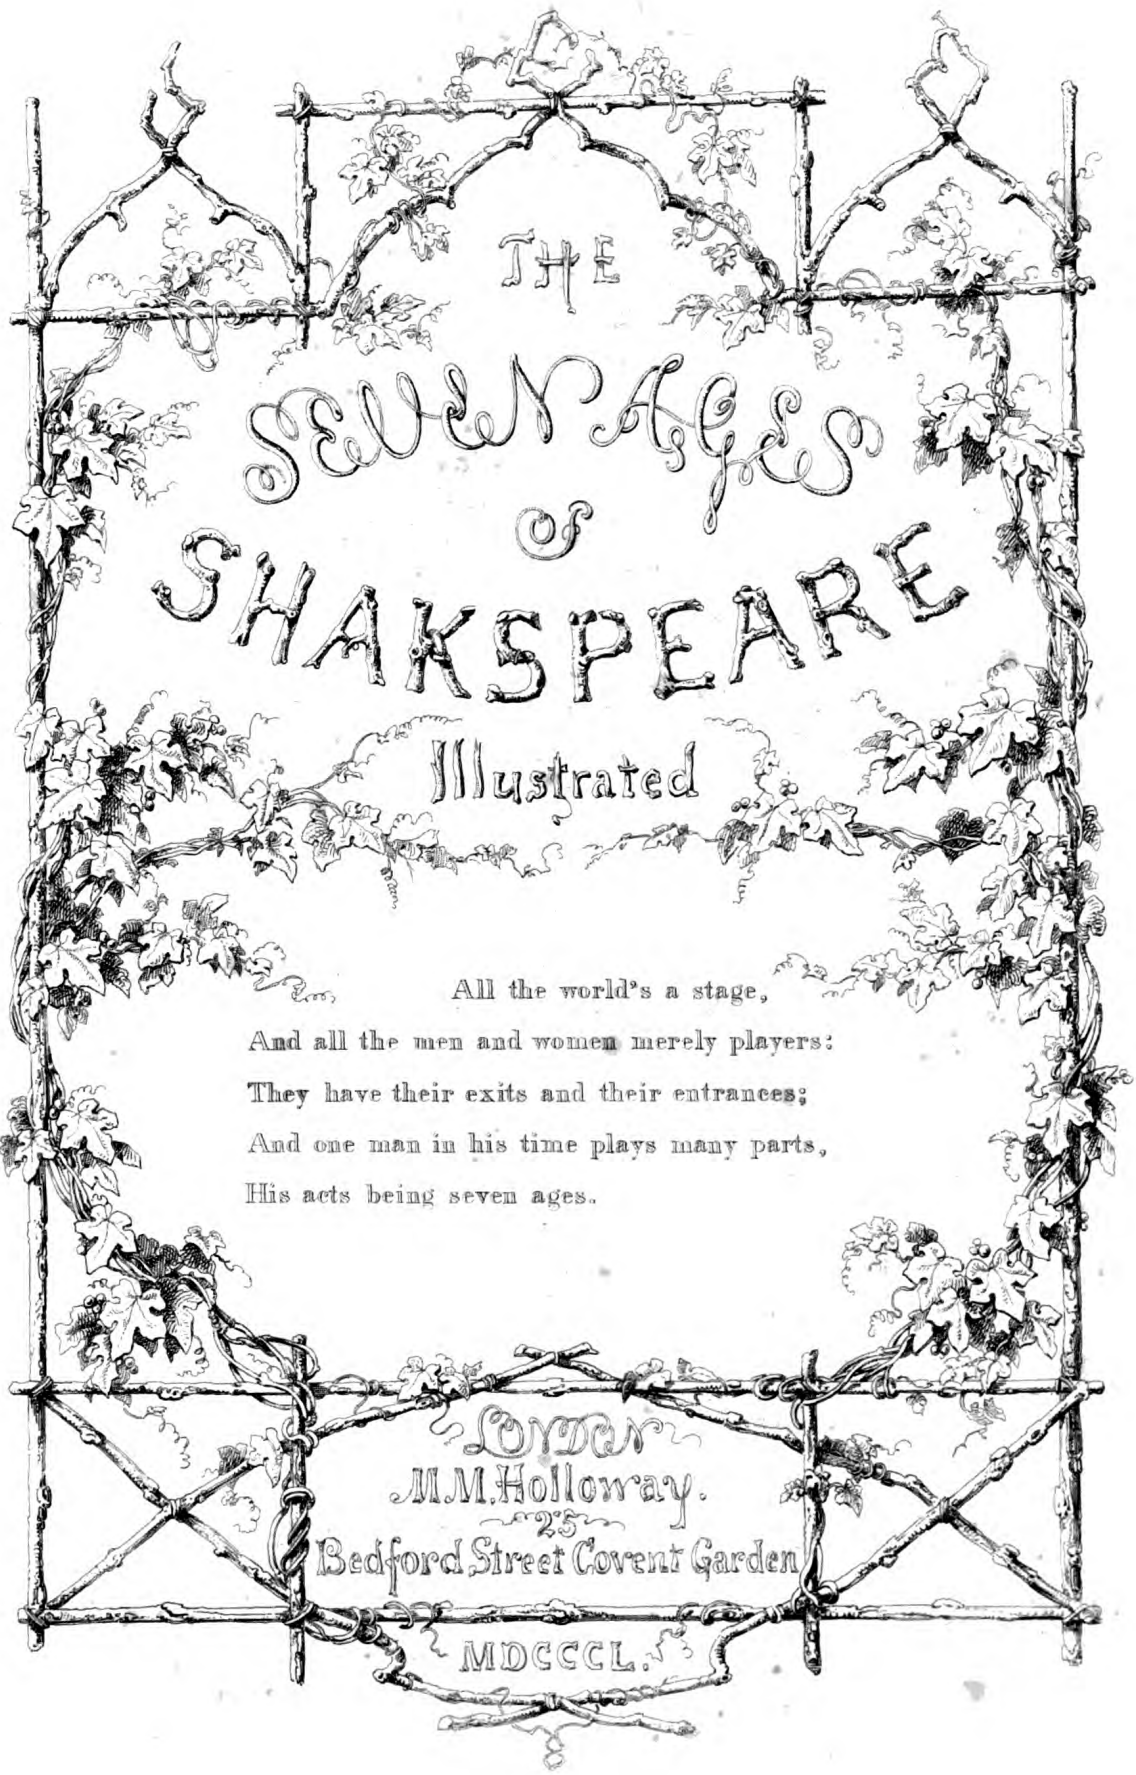 THE
SEVEN AGES
OF
SHAKSPEARE
Illustrated
All the world's a stage,
And all the men and women merely players:
They have their exits and their entrances;
And one man in his time plays many parts,
His acts being seven ages.
LONDON
M.M. Holloway.
25
Bedford Street Covent Garden
MDCCCL.